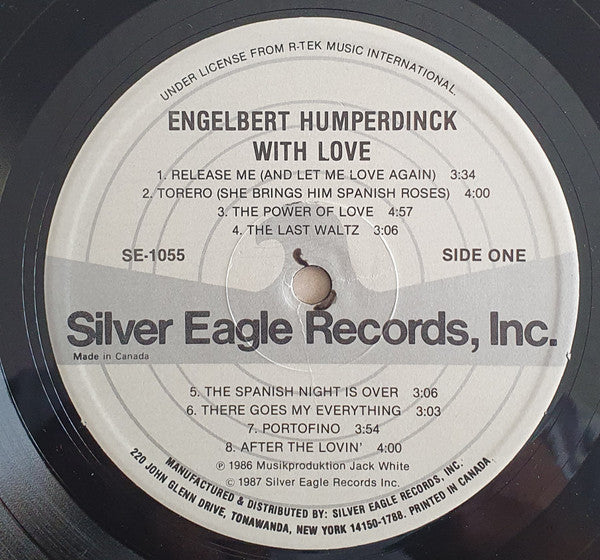 UNDER LICENSE FROM R-TEK MUSIC INTERNATIONAL.
ENGELBERT HUMPERDINCK
WITH LOVE
1. RELEASE ME (AND LET ME LOVE AGAIN) 3:34
2. TORERO (SHE BRINGS HIM SPANISH ROSES) 4:00
3. THE POWER OF LOVE 4:57
4. THE LAST WALTZ 3:06
SE-1055 SIDE ONE
Silver Eagle Records, Inc.
Made in Canada
5. THE SPANISH NIGHT IS OVER 3:06
6. THERE GOES MY EVERYTHING 3:03
7. PORTOFINO 3:54
8. AFTER THE LOVIN' 4:00
℗ 1986 Musikproduktion Jack White
© 1987 Silver Eagle Records Inc.
MANUFACTURED & DISTRIBUTED BY: SILVER EAGLE RECORDS, INC.
220 JOHN GLENN DRIVE, TONAWANDA, NEW YORK 14150-1788. PRINTED IN CANADA.